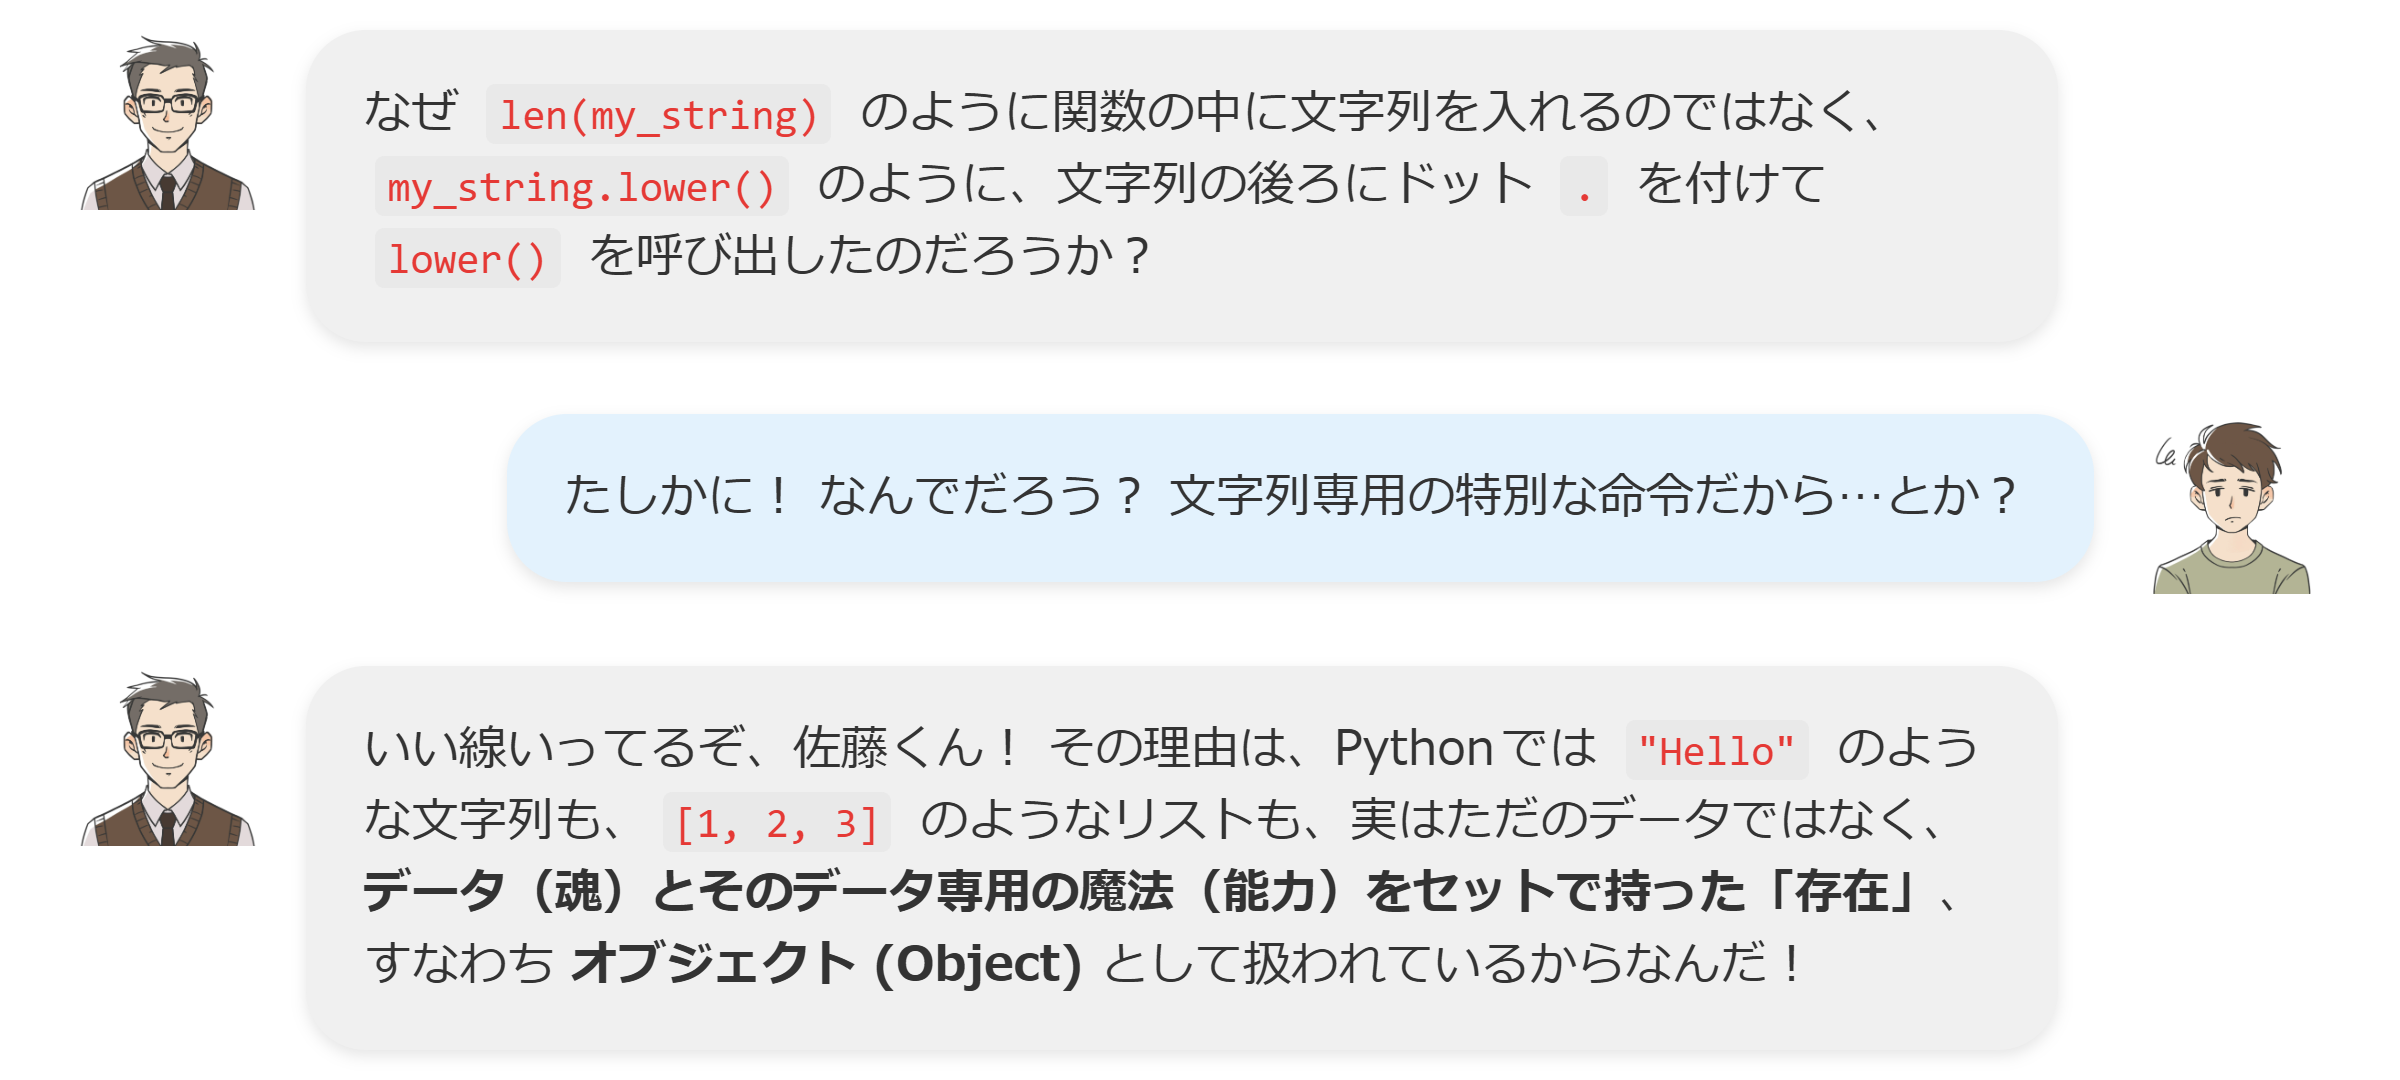 なぜ len(my_string) のように関数の中に文字列を入れるのではなく、
my_string.lower() のように、文字列の後ろにドット . を付けて
lower() を呼び出したのだろうか？
たしかに！ なんでだろう？ 文字列専用の特別な命令だから…とか？
いい線いってるぞ、佐藤くん！ その理由は、Pythonでは "Hello" のよう
な文字列も、 [1, 2, 3] のようなリストも、実はただのデータではなく、
データ（魂）とそのデータ専用の魔法（能力）をセットで持った「存在」、
すなわち オブジェクト (Object) として扱われているからなんだ！